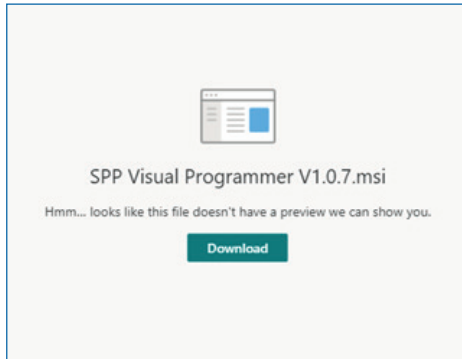 SPP Visual Programmer V1.0.7.msi
Hmm... looks like this file doesn't have a preview we can show you.
Download